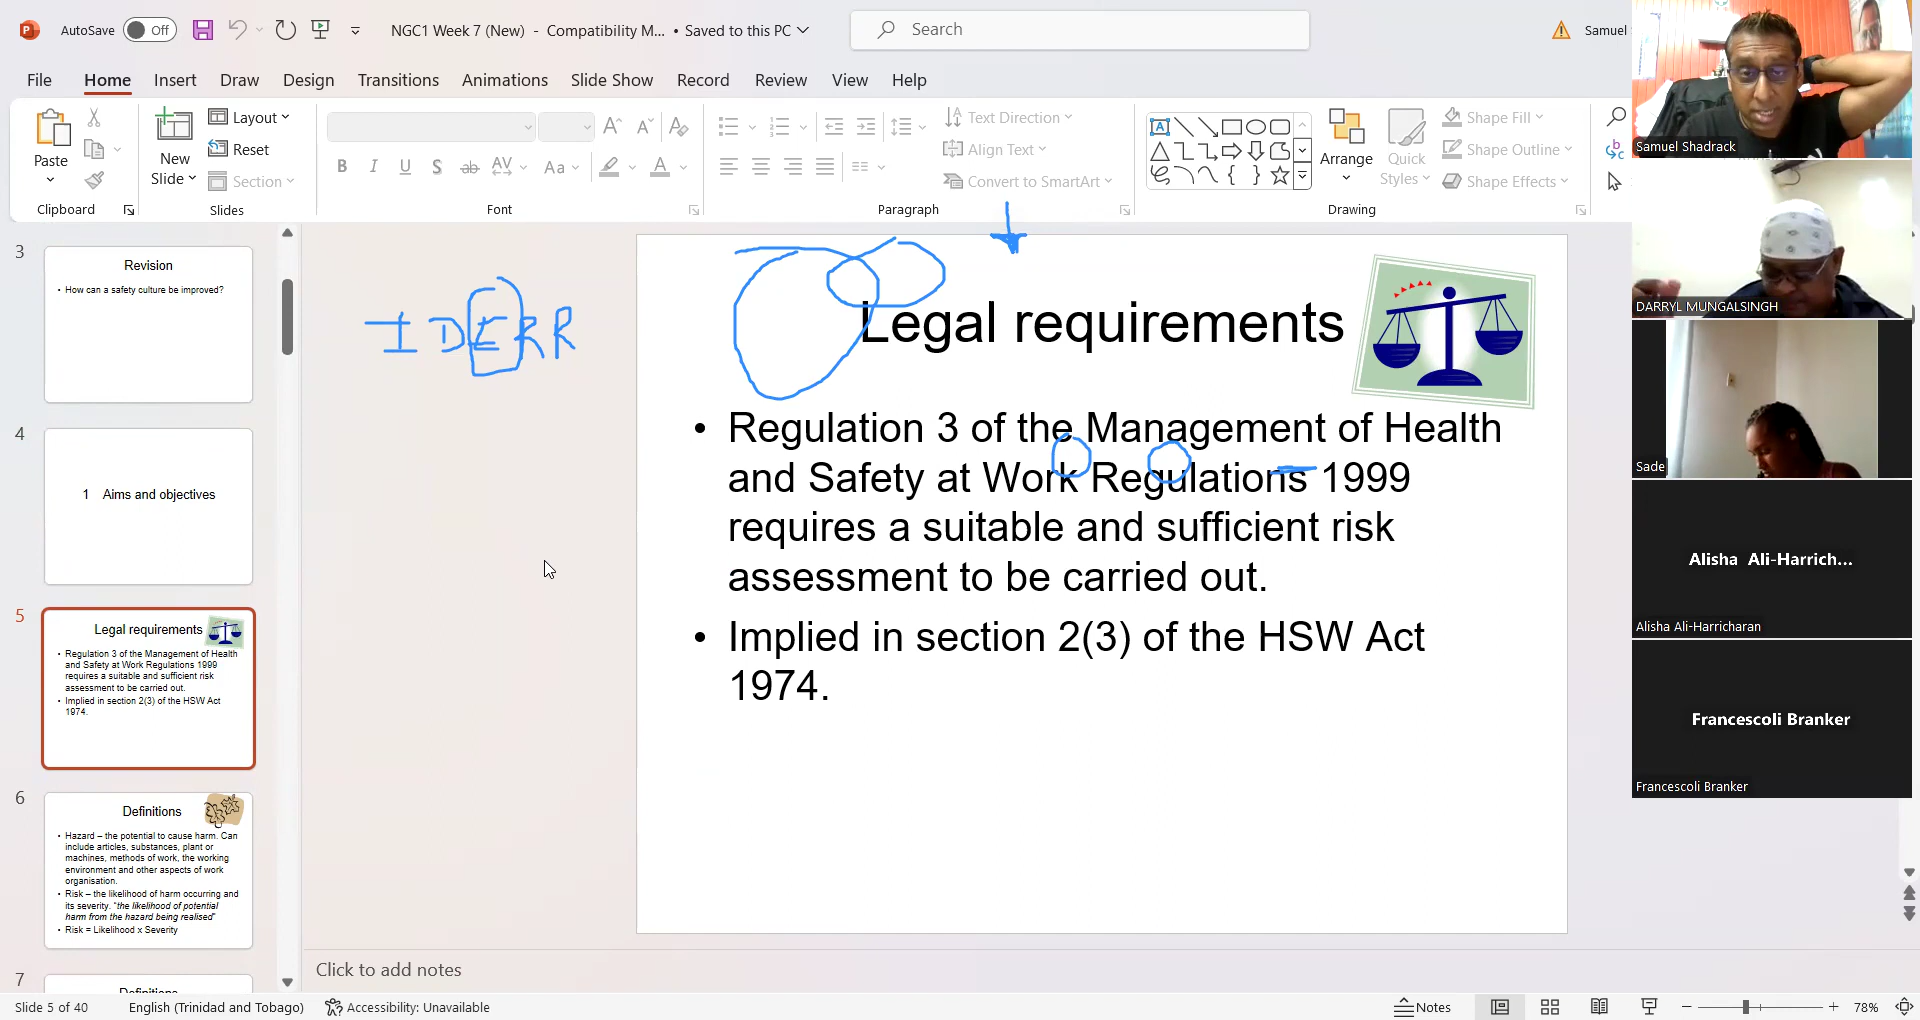 AutoSave Off NGC1 Week 7 (New) - Compatibility M... • Saved to this PC Search Samuel
File Home Insert Draw Design Transitions Animations Slide Show Record Review View Help
Paste
New Slide
Layout
Reset
Section
B I U S ab AV Aa A
Text Direction
Align Text
Convert to SmartArt
Arrange
Quick Styles
Shape Fill
Shape Outline
Shape Effects
Clipboard Slides Font Paragraph Drawing
3
Revision
• How can a safety culture be improved?
4
1 Aims and objectives
5
Legal requirements
• Regulation 3 of the Management of Health
and Safety at Work Regulations 1999
requires a suitable and sufficient risk
assessment to be carried out.
• Implied in section 2(3) of the HSW Act
1974.
6
Definitions
• Hazard – the potential to cause harm. Can
include articles, substances, plant or
machines, methods of work, the working
environment and other aspects of work
organisation.
• Risk – the likelihood of harm occurring and
its severity. "the likelihood of potential
harm from the hazard being realised"
• Risk = Likelihood x Severity
7
Definitions
IDERR
Legal requirements
• Regulation 3 of the Management of Health
and Safety at Work Regulations 1999
requires a suitable and sufficient risk
assessment to be carried out.
• Implied in section 2(3) of the HSW Act
1974.
Click to add notes
Slide 5 of 40 English (Trinidad and Tobago) Accessibility: Unavailable Notes 78%
Samuel Shadrack
DARRYL MUNGALSINGH
Sade
Alisha Ali-Harrich...
Alisha Ali-Harricharan
Francescoli Branker
Francescoli Branker